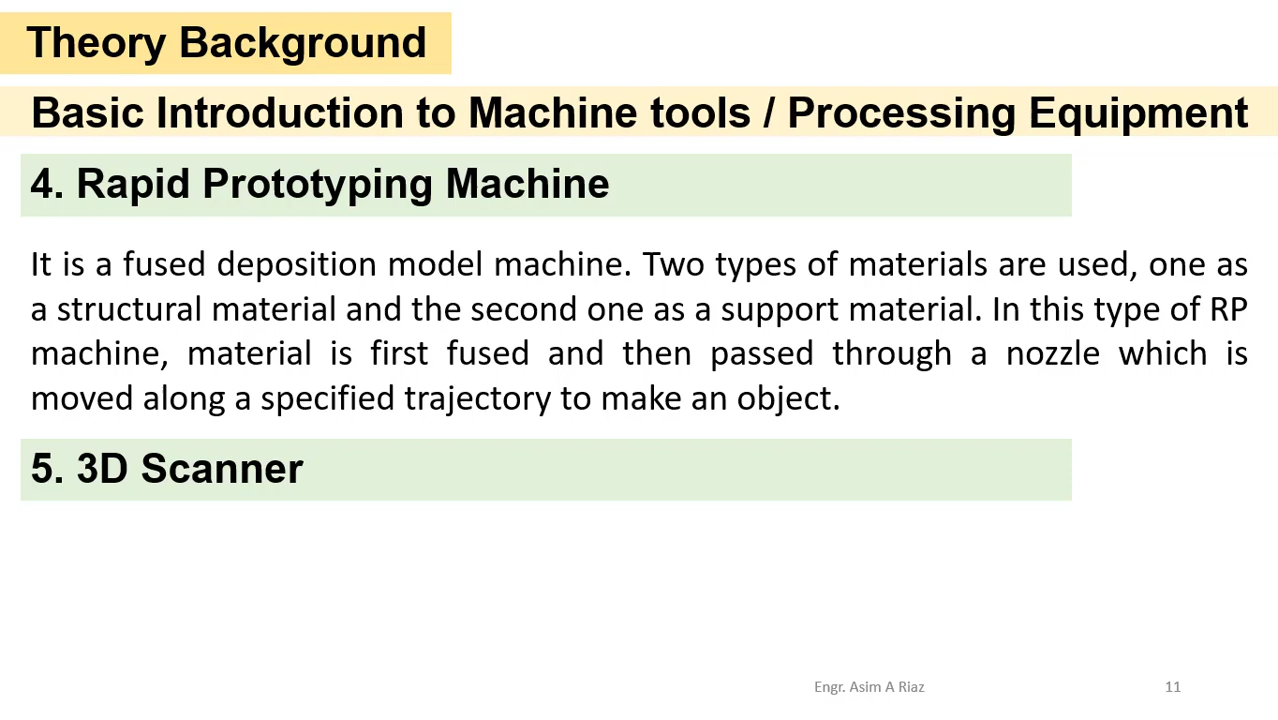 Theory Background
Basic Introduction to Machine tools / Processing Equipment
4. Rapid Prototyping Machine
It is a fused deposition model machine. Two types of materials are used, one as
a structural material and the second one as a support material. In this type of RP
machine, material is first fused and then passed through a nozzle which is
moved along a specified trajectory to make an object.
5. 3D Scanner
Engr. Asim A Riaz
11